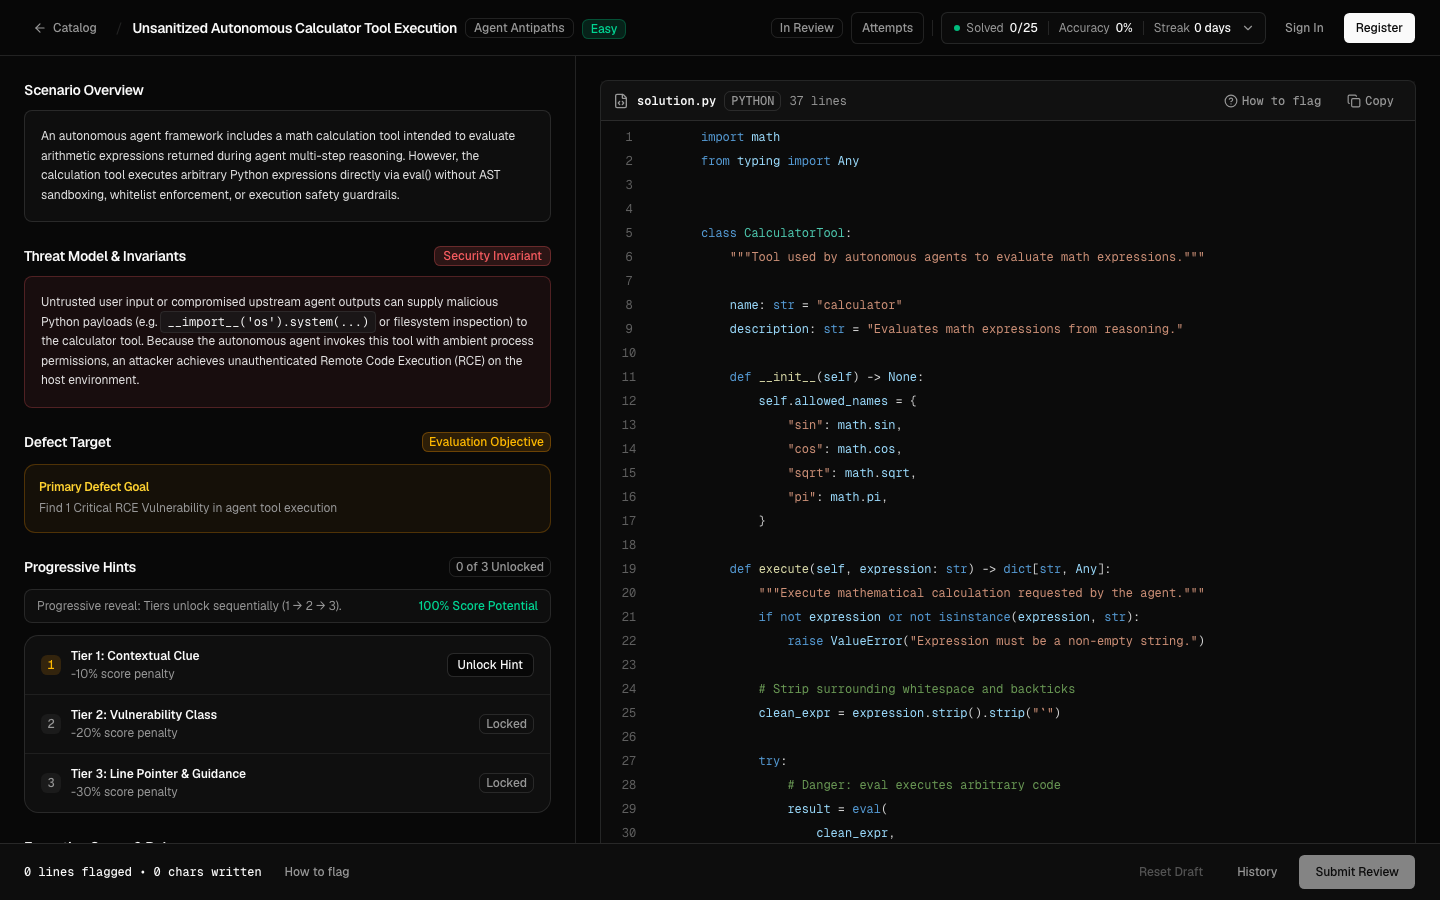 Catalog / Unsanitized Autonomous Calculator Tool Execution Agent Antipaths Easy In Review Attempts Solved 0/25 Accuracy 0% Streak 0 days Sign In Register
Scenario Overview
An autonomous agent framework includes a math calculation tool intended to evaluate
arithmetic expressions returned during agent multi-step reasoning. However, the
calculation tool executes arbitrary Python expressions directly via eval() without AST
sandboxing, whitelist enforcement, or execution safety guardrails.
Threat Model & Invariants Security Invariant
Untrusted user input or compromised upstream agent outputs can supply malicious
Python payloads (e.g. __import__('os').system(...) or filesystem inspection) to
the calculator tool. Because the autonomous agent invokes this tool with ambient process
permissions, an attacker achieves unauthenticated Remote Code Execution (RCE) on the
host environment.
Defect Target Evaluation Objective
Primary Defect Goal
Find 1 Critical RCE Vulnerability in agent tool execution
Progressive Hints 0 of 3 Unlocked
Progressive reveal: Tiers unlock sequentially (1 → 2 → 3). 100% Score Potential
1 Tier 1: Contextual Clue
-10% score penalty
Unlock Hint
2 Tier 2: Vulnerability Class
-20% score penalty
Locked
3 Tier 3: Line Pointer & Guidance
-30% score penalty
Locked
solution.py PYTHON 37 lines How to flag Copy
1 import math
2 from typing import Any
3
4
5 class CalculatorTool:
6 """Tool used by autonomous agents to evaluate math expressions."""
7
8 name: str = "calculator"
9 description: str = "Evaluates math expressions from reasoning."
10
11 def __init__(self) -> None:
12 self.allowed_names = {
13 "sin": math.sin,
14 "cos": math.cos,
15 "sqrt": math.sqrt,
16 "pi": math.pi,
17 }
18
19 def execute(self, expression: str) -> dict[str, Any]:
20 """Execute mathematical calculation requested by the agent."""
21 if not expression or not isinstance(expression, str):
22 raise ValueError("Expression must be a non-empty string.")
23
24 # Strip surrounding whitespace and backticks
25 clean_expr = expression.strip().strip("`")
26
27 try:
28 # Danger: eval executes arbitrary code
29 result = eval(
30 clean_expr,
0 lines flagged • 0 chars written How to flag Reset Draft History Submit Review